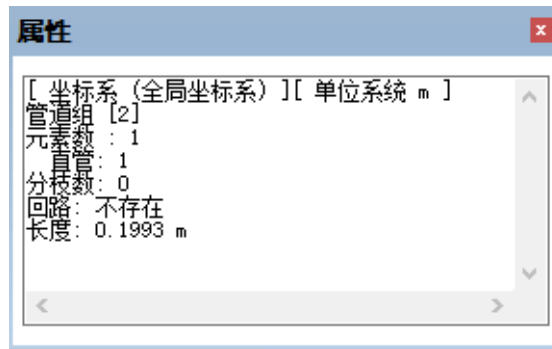 属性
[ 坐标系 (全局坐标系) ][ 单位系统 m ]
管道组 [2]
元素数 : 1
直管: 1
分枝数: 0
回路: 不存在
长度: 0.1993 m